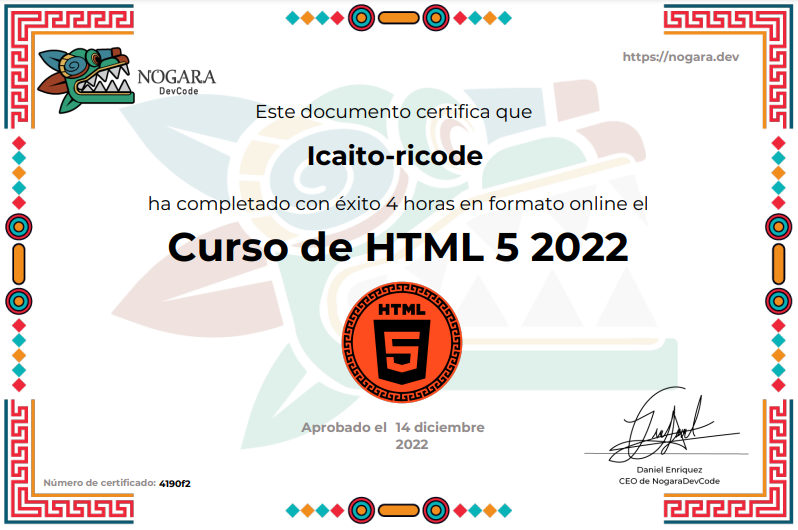 https://nogara.dev
NOGARA
DevCode
Este documento certifica que
Icaito-ricode
ha completado con éxito 4 horas en formato online el
Curso de HTML 5 2022
HTML
5
Aprobado el 14 diciembre
2022
Daniel Enriquez
CEO de NogaraDevCode
Número de certificado: 4190f2